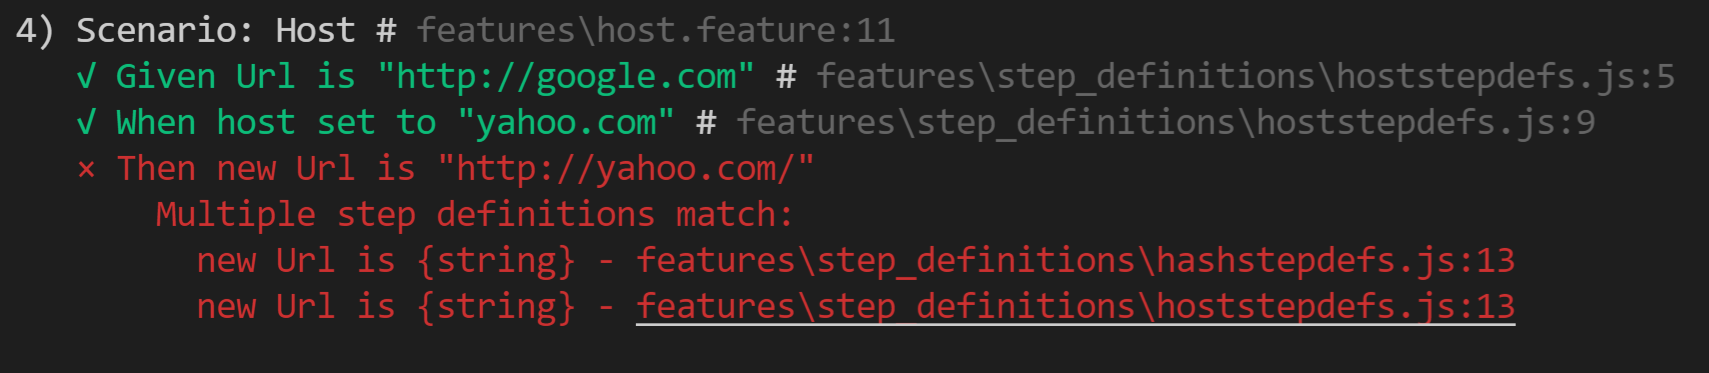 4) Scenario: Host # features\host.feature:11
√ Given Url is "http://google.com" # features\step_definitions\hoststepdefs.js:5
√ When host set to "yahoo.com" # features\step_definitions\hoststepdefs.js:9
× Then new Url is "http://yahoo.com/"
Multiple step definitions match:
new Url is {string} - features\step_definitions\hashstepdefs.js:13
new Url is {string} - features\step_definitions\hoststepdefs.js:13